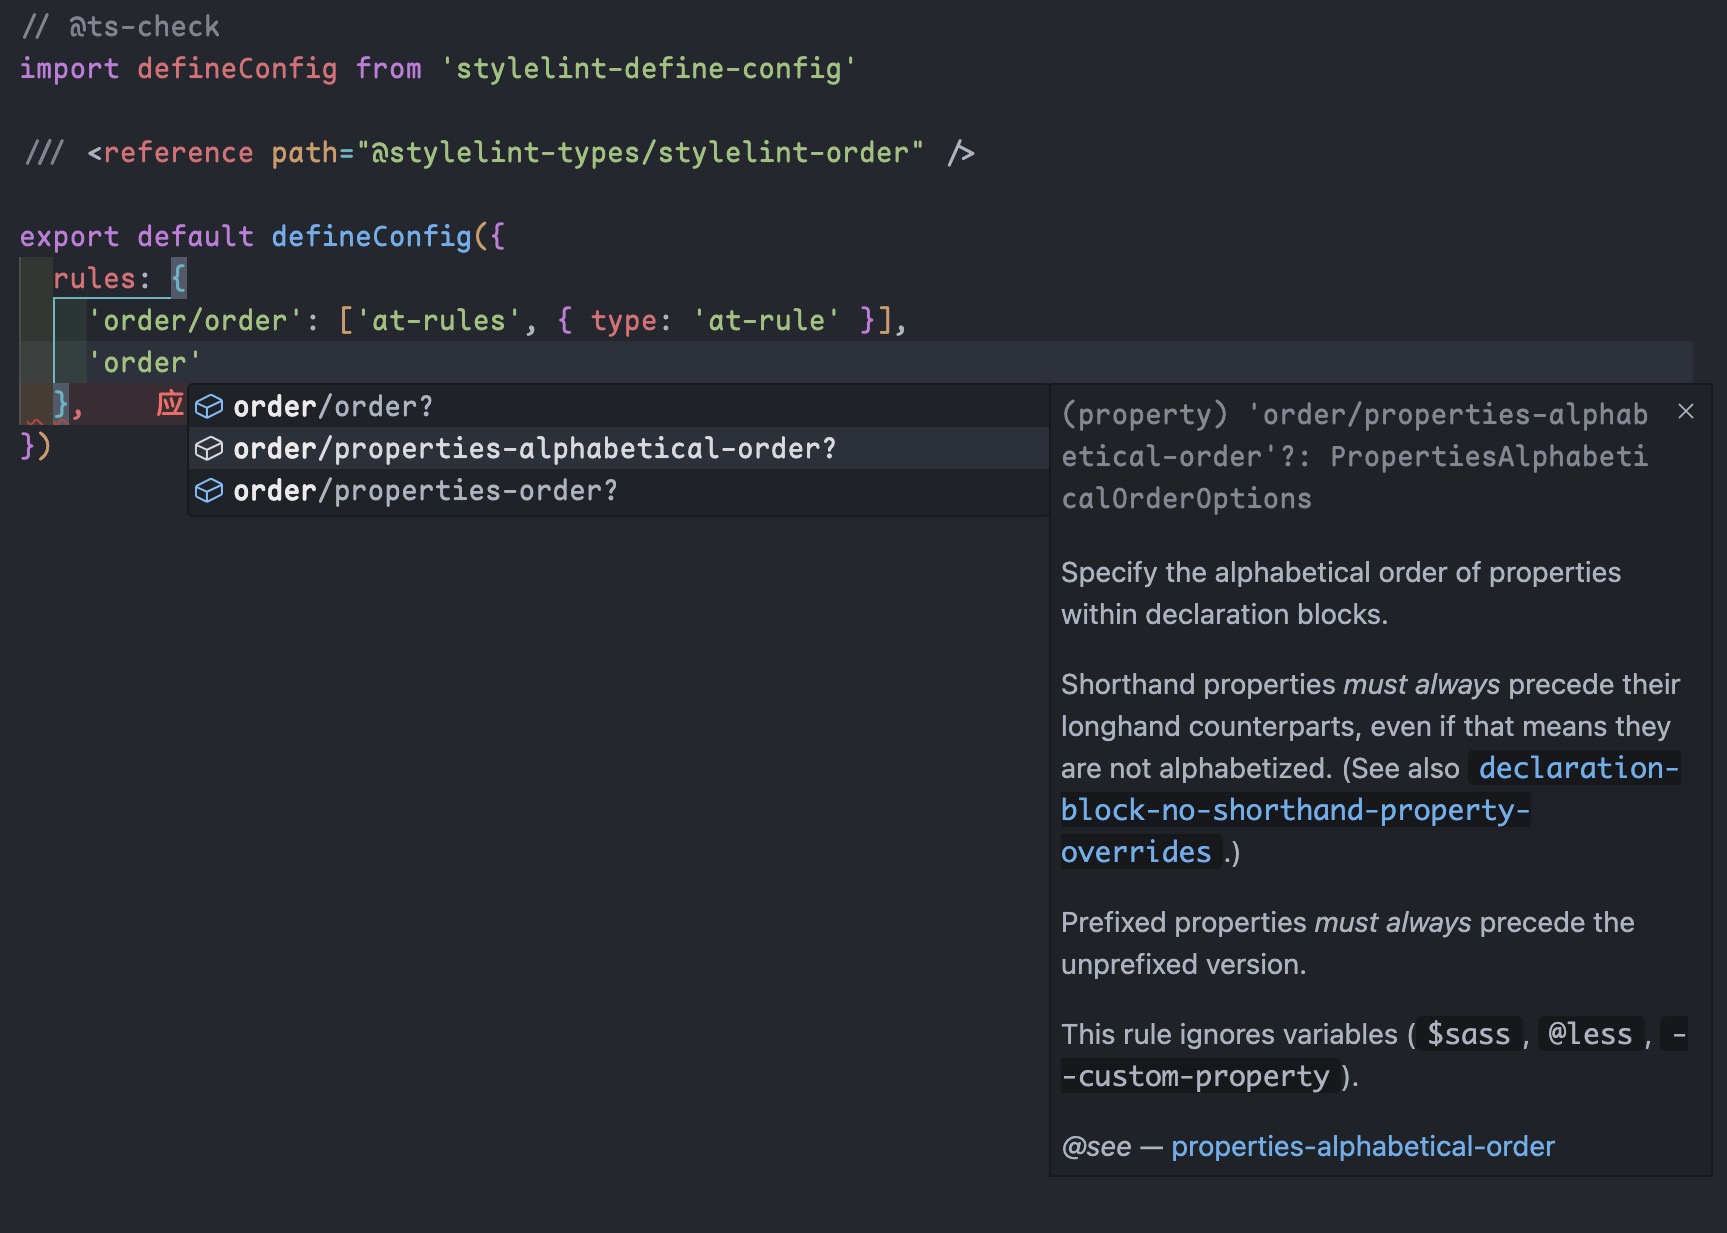 // @ts-check
import defineConfig from 'stylelint-define-config'
/// <reference path="@stylelint-types/stylelint-order" />
export default defineConfig({
rules: {
'order/order': ['at-rules', { type: 'at-rule' }],
'order'
}, 应
})
order/order?
order/properties-alphabetical-order?
order/properties-order?
(property) 'order/properties-alphab
etical-order'?: PropertiesAlphabeti
calOrderOptions
Specify the alphabetical order of properties
within declaration blocks.
Shorthand properties must always precede their
longhand counterparts, even if that means they
are not alphabetized. (See also declaration-
block-no-shorthand-property-
overrides .)
Prefixed properties must always precede the
unprefixed version.
This rule ignores variables ( $sass , @less , -
-custom-property ).
@see — properties-alphabetical-order